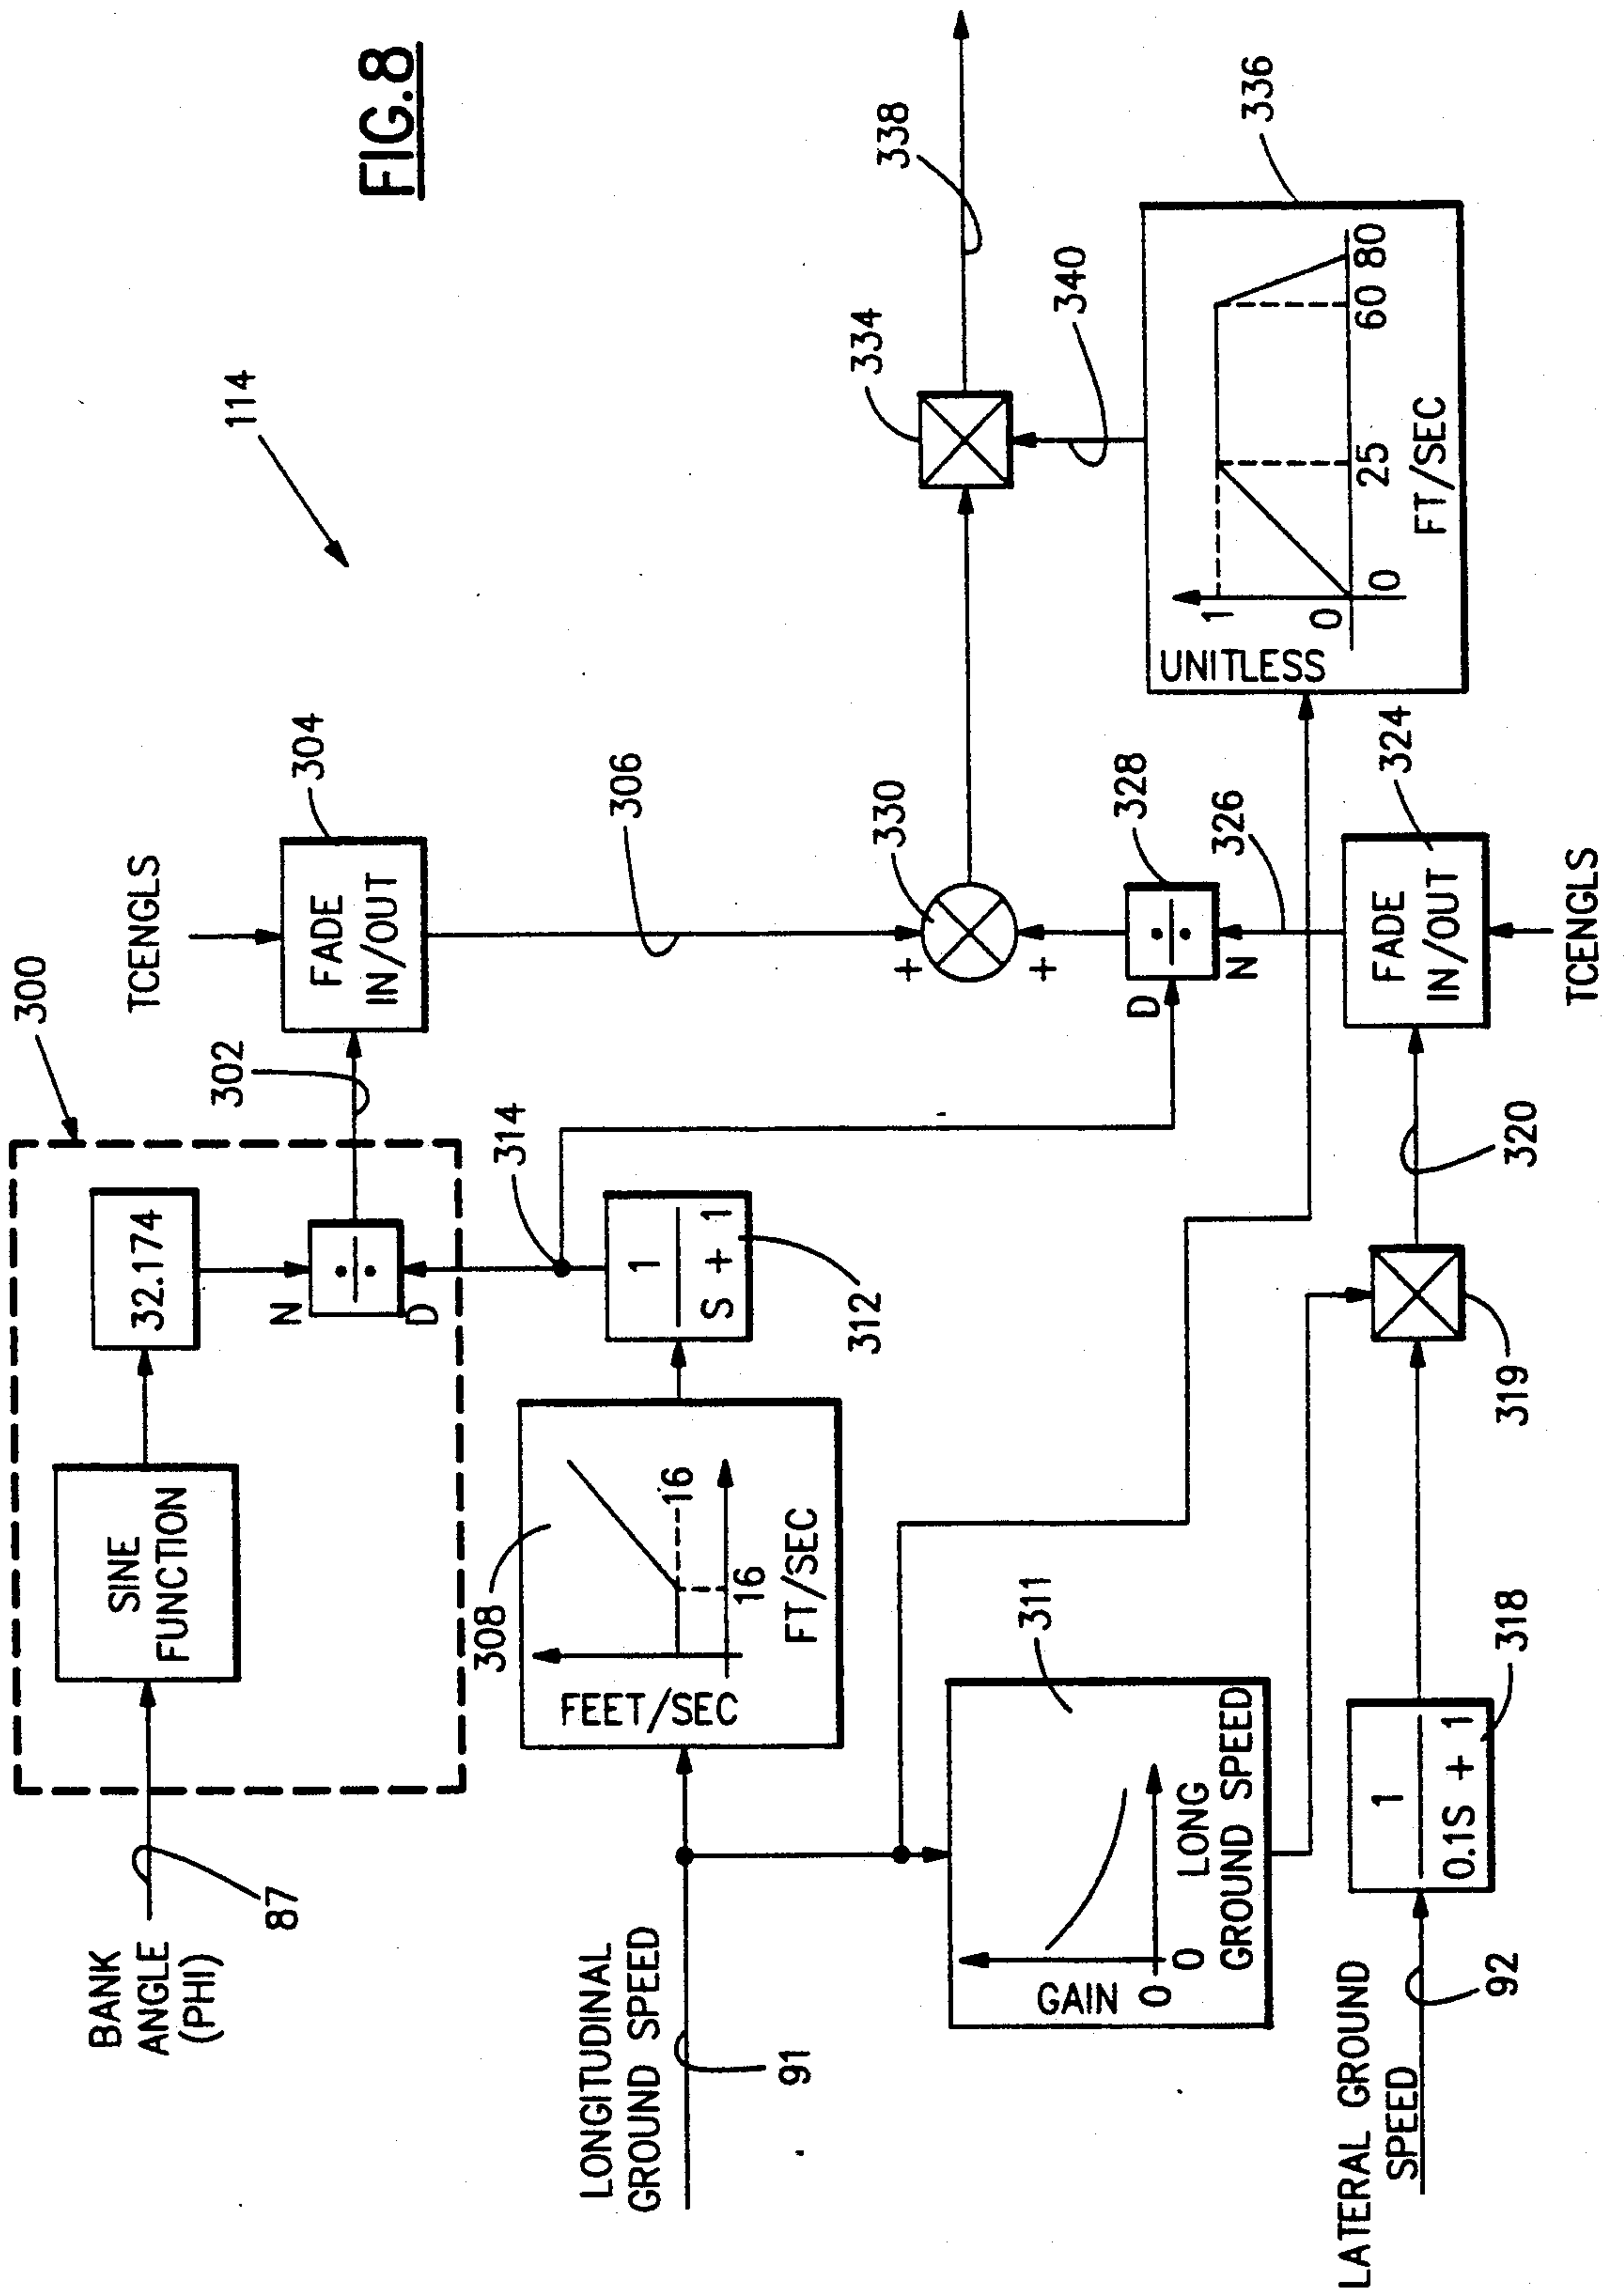 FIG.8
114
300
BANK
ANGLE
(PHI)
87
SINE
FUNCTION
32.174
N
÷
D
302
TCENGLS
FADE
IN/OUT
304
306
LONGITUDINAL
GROUND SPEED
91
308
FEET/SEC
16
16
FT/SEC
1
S + 1
312
314
330
+
+
334
338
340
D
÷
N
328
326
311
GAIN
0
0
LONG
GROUND SPEED
336
UNITLESS
1
0
0
25
60
80
FT/SEC
LATERAL GROUND
SPEED
92
1
0.1S + 1
318
319
320
FADE
IN/OUT
324
TCENGLS